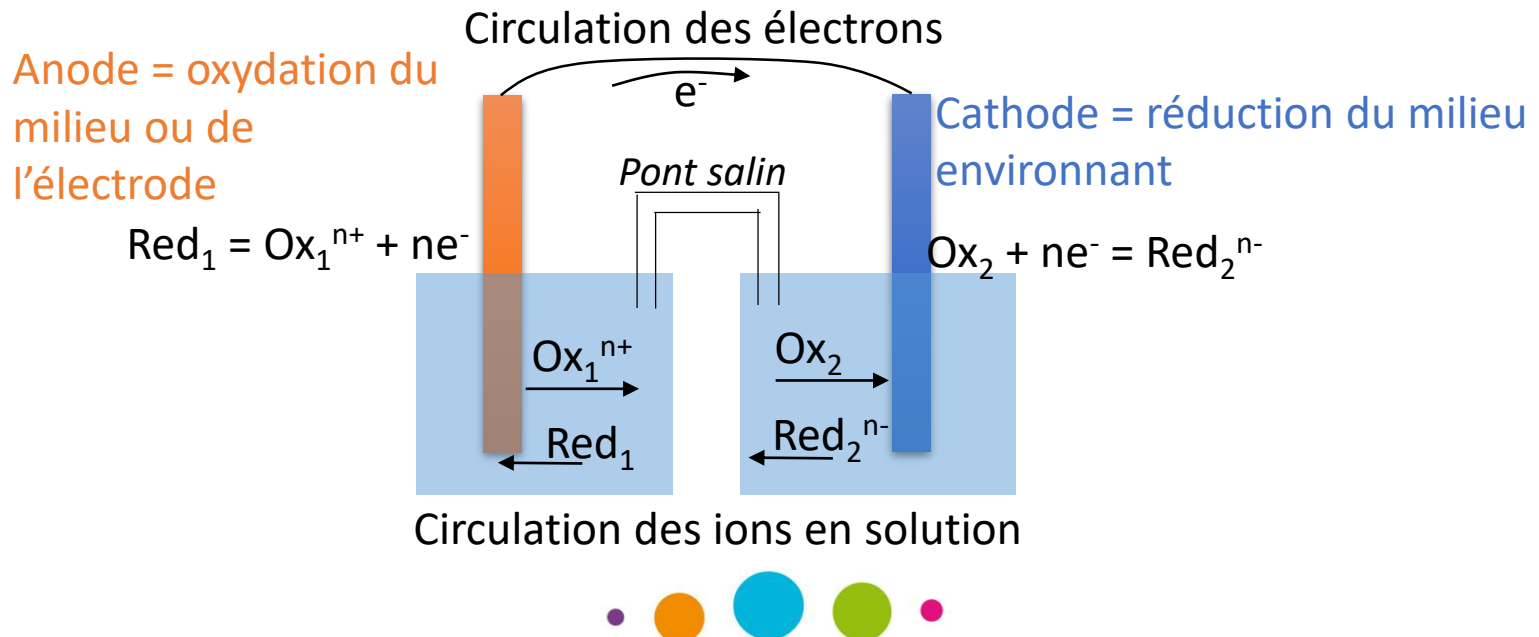 Circulation des électrons
Anode = oxydation du
milieu ou de
l'électrode
e⁻
Cathode = réduction du milieu
environnant
Pont salin
Red₁ = Ox₁ⁿ⁺ + ne⁻
Ox₂ + ne⁻ = Red₂ⁿ⁻
Ox₁ⁿ⁺
Ox₂
Red₁
Red₂ⁿ⁻
Circulation des ions en solution